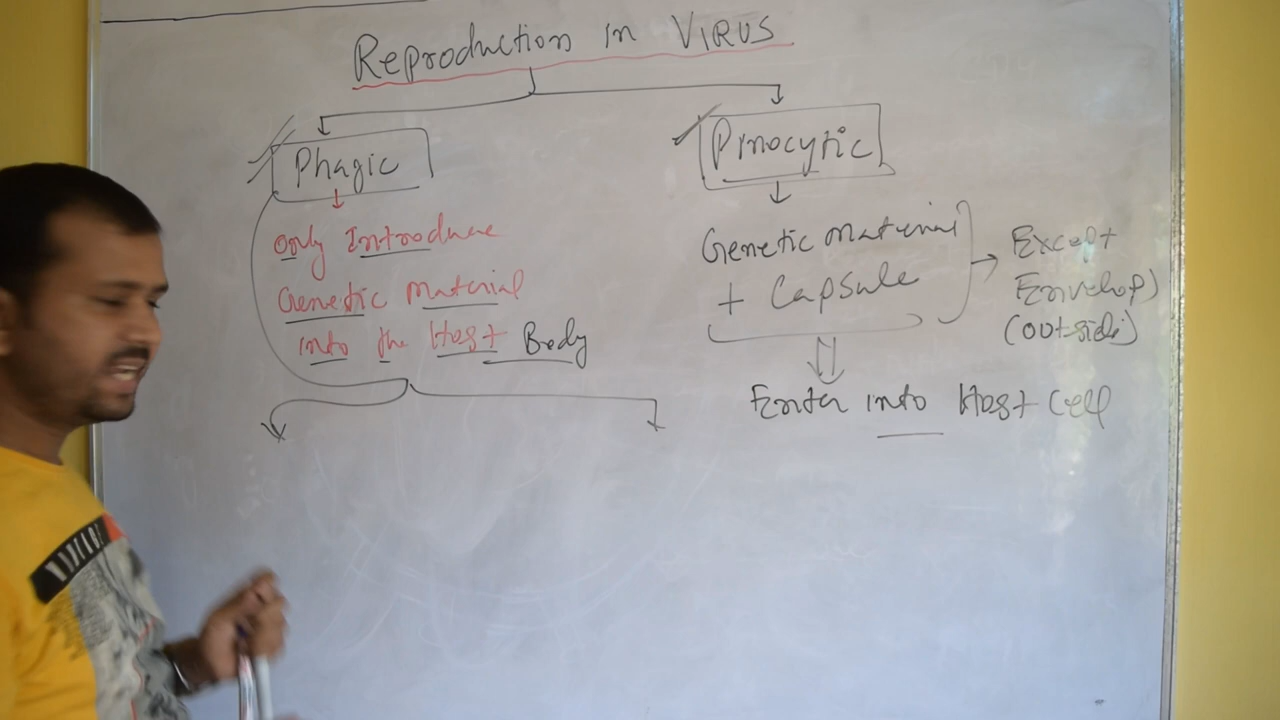 Reproduction in VIRUS
Phagic
Pinocytic
Only Introduce
Genetic Material
into the Host Body
Genetic Material
+ Capsule
Except
Envelop)
(outside)
Enter into Host Cell